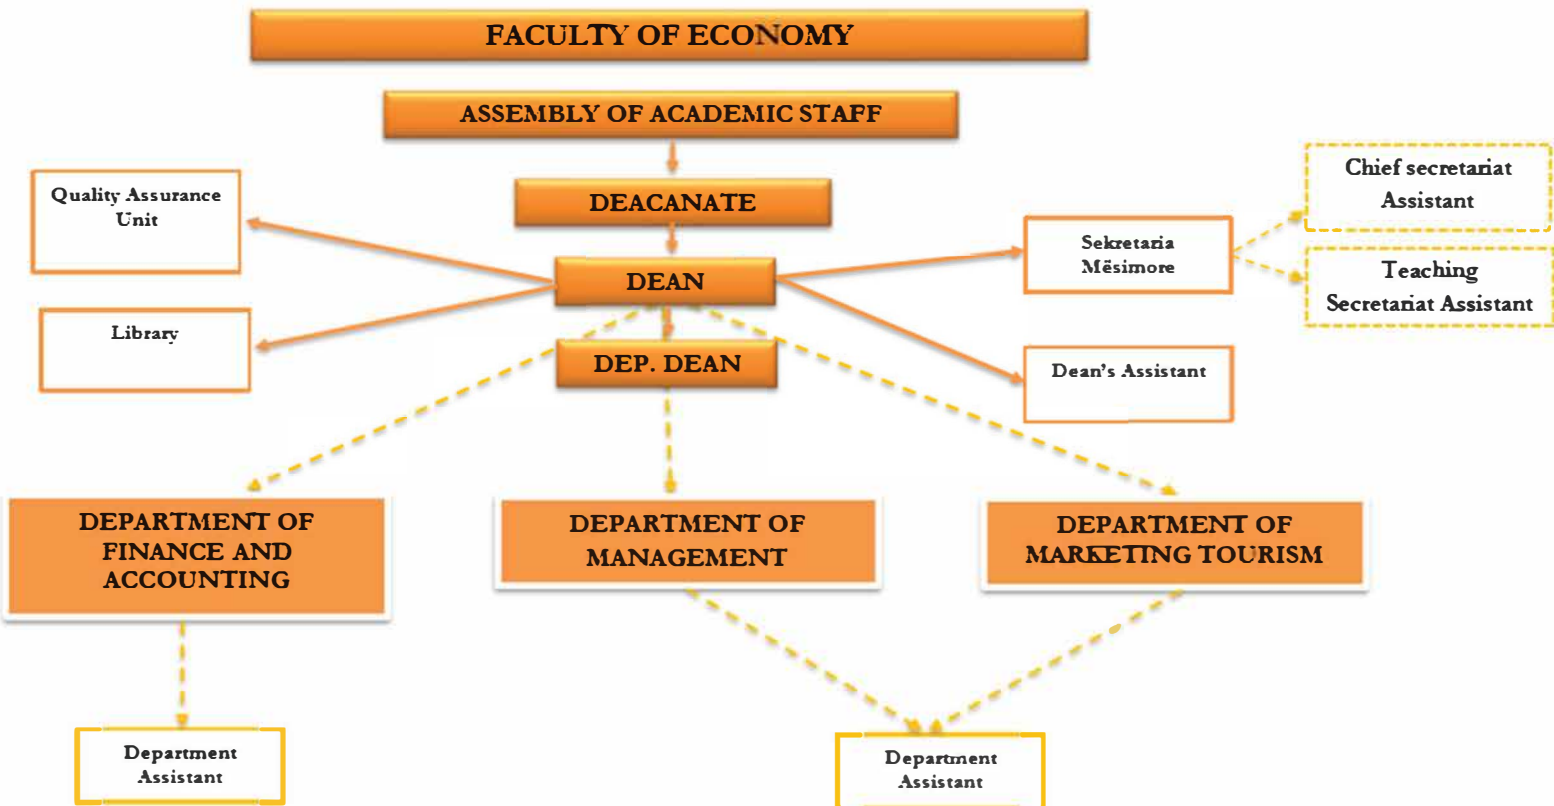 FACULTY OF ECONOMY
ASSEMBLY OF ACADEMIC STAFF
DEACANATE
DEAN
DEP. DEAN
Quality Assurance
Unit
Library
Sekretaria
Mësimore
Dean's Assistant
Chief secretariat
Assistant
Teaching
Secretariat Assistant
DEPARTMENT OF
FINANCE AND
ACCOUNTING
DEPARTMENT OF
MANAGEMENT
DEPARTMENT OF
MARKETING TOURISM
Department
Assistant
Department
Assistant